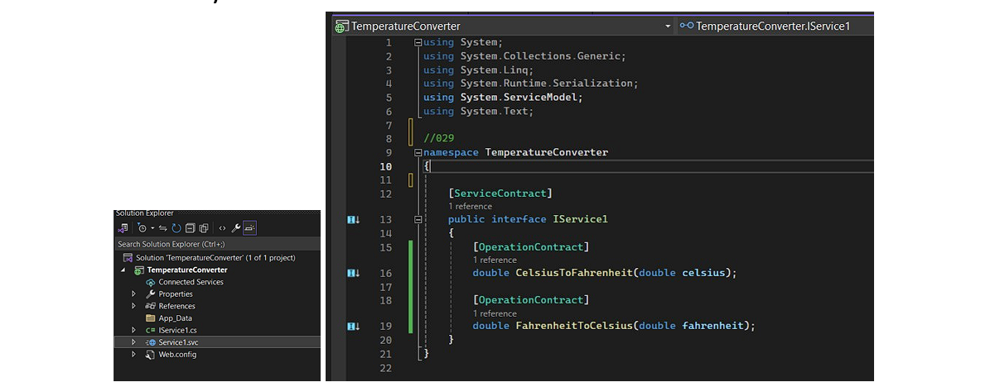 Solution Explorer
Search Solution Explorer (Ctrl+;)
Solution 'TemperatureConverter' (1 of 1 project)
TemperatureConverter
Connected Services
Properties
References
App_Data
IService1.cs
Service1.svc
Web.config
TemperatureConverter
TemperatureConverter.IService1
1 using System;
2 using System.Collections.Generic;
3 using System.Linq;
4 using System.Runtime.Serialization;
5 using System.ServiceModel;
6 using System.Text;
7
8 //029
9 namespace TemperatureConverter
10 {
11
12 [ServiceContract]
1 reference
13 public interface IService1
14 {
15 [OperationContract]
1 reference
16 double CelsiusToFahrenheit(double celsius);
17
18 [OperationContract]
1 reference
19 double FahrenheitToCelsius(double fahrenheit);
20 }
21 }
22